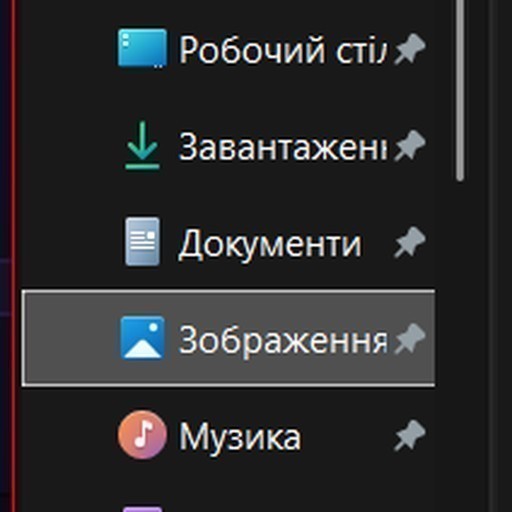 Робочий стіл
Завантажен
Документи
Зображення
Музика